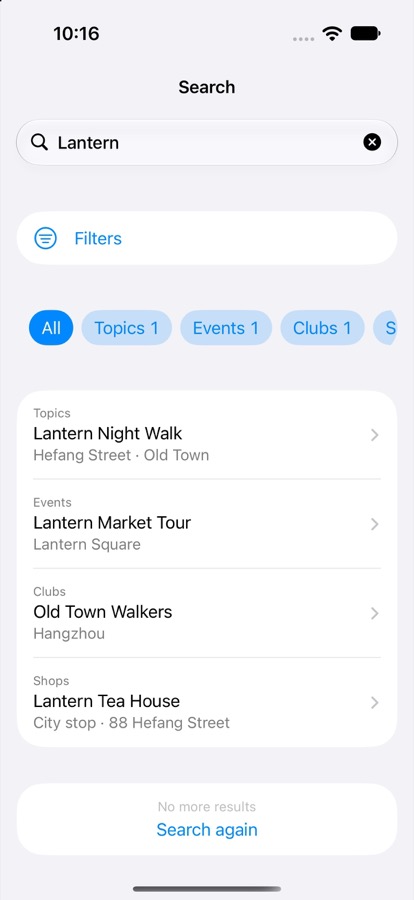 10:16
Search
Lantern
Filters
All
Topics 1
Events 1
Clubs 1
S
Topics
Lantern Night Walk
Hefang Street · Old Town
Events
Lantern Market Tour
Lantern Square
Clubs
Old Town Walkers
Hangzhou
Shops
Lantern Tea House
City stop · 88 Hefang Street
No more results
Search again